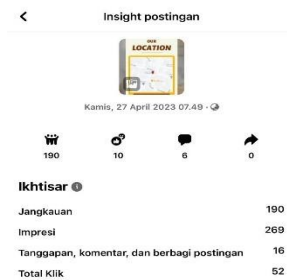 Insight postingan
OUR
LOCATION
Kamis, 27 April 2023 07.49 ·
190 10 6 0
Ikhtisar
Jangkauan 190
Impresi 269
Tanggapan, komentar, dan berbagi postingan 16
Total Klik 52